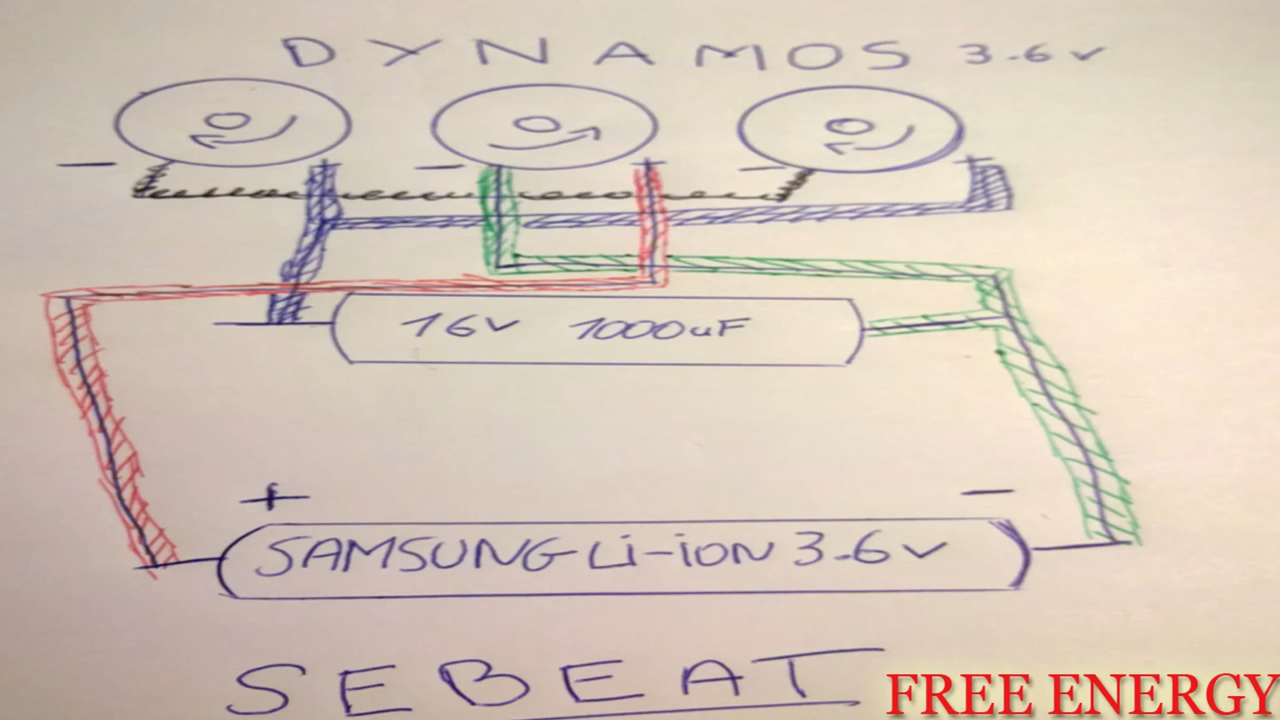 DYNAMOS 3.6v
- - -
16v 1000uF
+ -
SAMSUNG Li-ion 3.6v
SEBEAT
FREE ENERGY